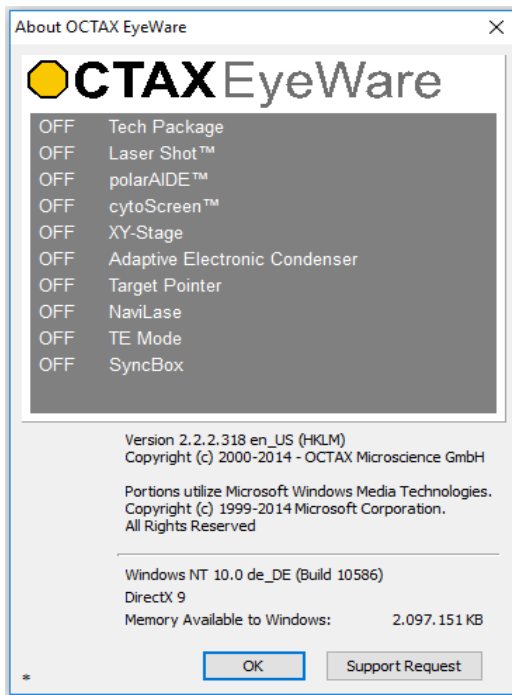 About OCTAX EyeWare
OCTAX EyeWare
OFF Tech Package
OFF Laser Shot™
OFF polarAIDE™
OFF cytoScreen™
OFF XY-Stage
OFF Adaptive Electronic Condenser
OFF Target Pointer
OFF NaviLase
OFF TE Mode
OFF SyncBox
Version 2.2.2.318 en_US (HKLM)
Copyright (c) 2000-2014 - OCTAX Microscience GmbH
Portions utilize Microsoft Windows Media Technologies.
Copyright (c) 1999-2014 Microsoft Corporation.
All Rights Reserved
Windows NT 10.0 de_DE (Build 10586)
DirectX 9
Memory Available to Windows: 2.097.151 KB
* OK Support Request